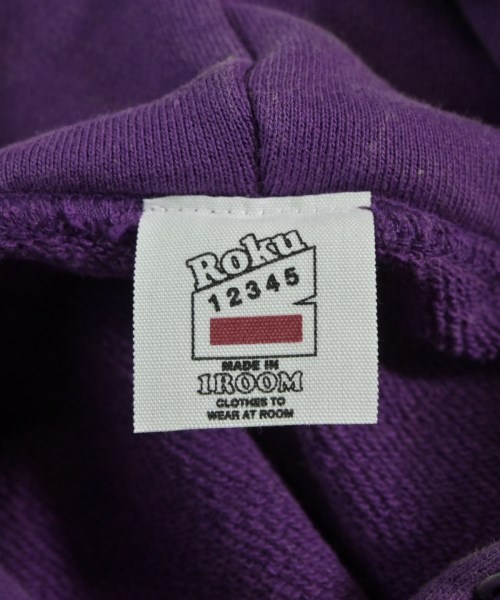 Roku
12345
MADE IN
1ROOM
CLOTHES TO
WEAR AT ROOM